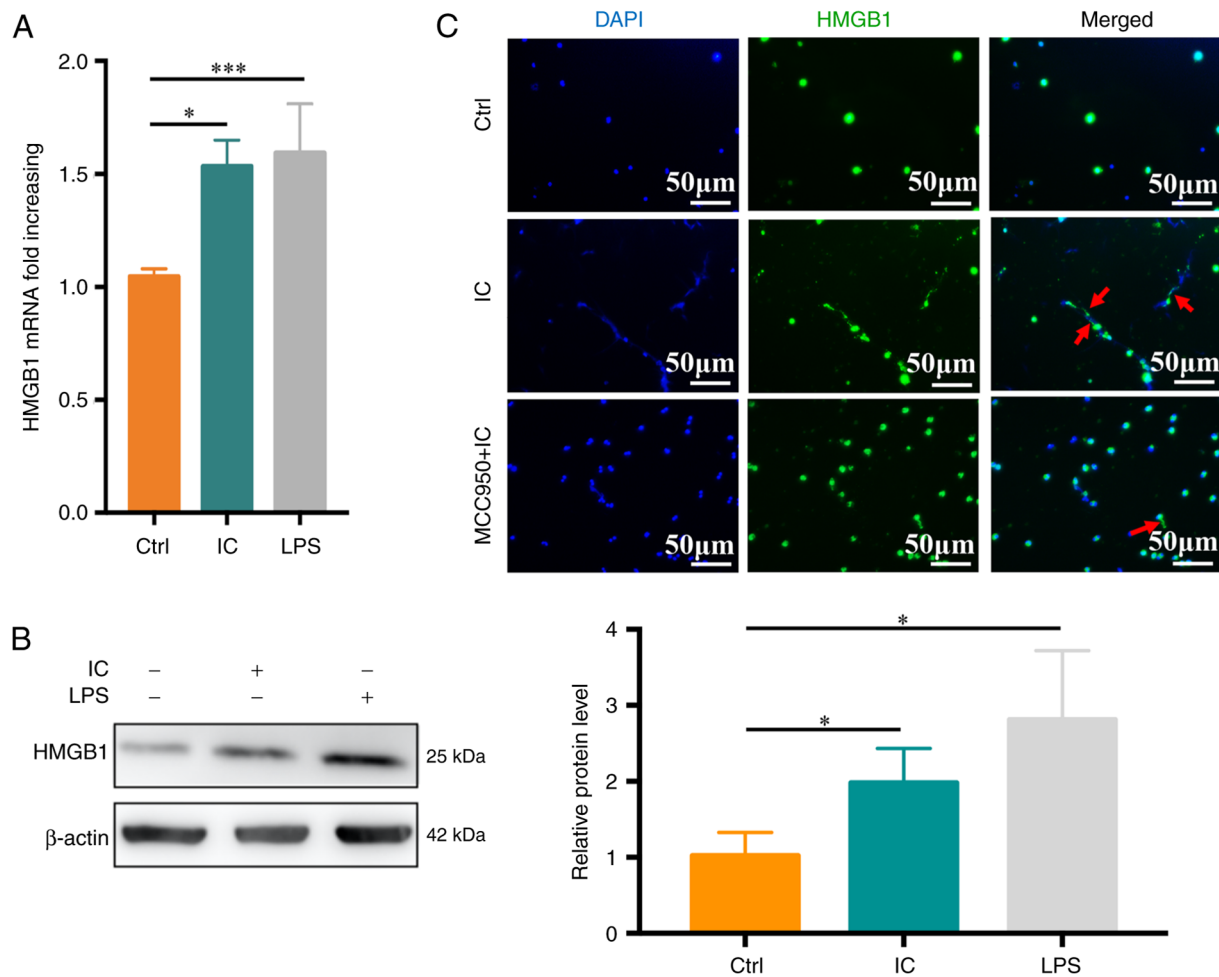 A
HMGB1 mRNA fold increasing
2.0
1.5
1.0
0.5
0.0
***
*
Ctrl IC LPS
C
DAPI HMGB1 Merged
Ctrl
50μm 50μm 50μm
IC
50μm 50μm 50μm
MCC950+IC
50μm 50μm 50μm
B
IC – + –
LPS – – +
HMGB1 25 kDa
β-actin 42 kDa
Relative protein level
4
3
2
1
0
*
*
Ctrl IC LPS